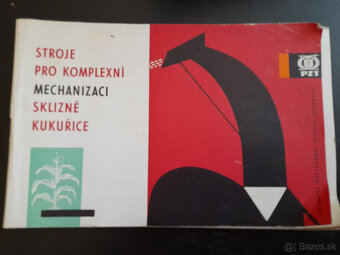 STROJE
PRO KOMPLEXNÍ
MECHANIZACI
SKLIZNĚ
KUKUŘICE
PZT
Bazos.sk